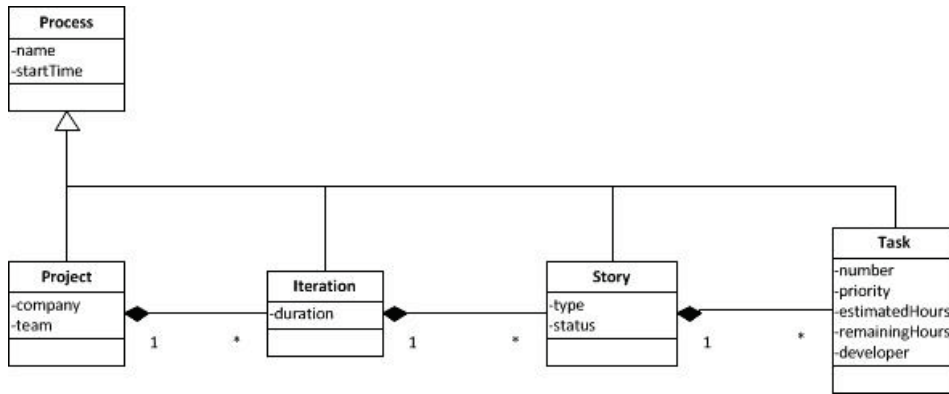 Process
-name
-startTime
Project
-company
-team
1
*
Iteration
-duration
1
*
Story
-type
-status
1
*
Task
-number
-priority
-estimatedHours
-remainingHours
-developer